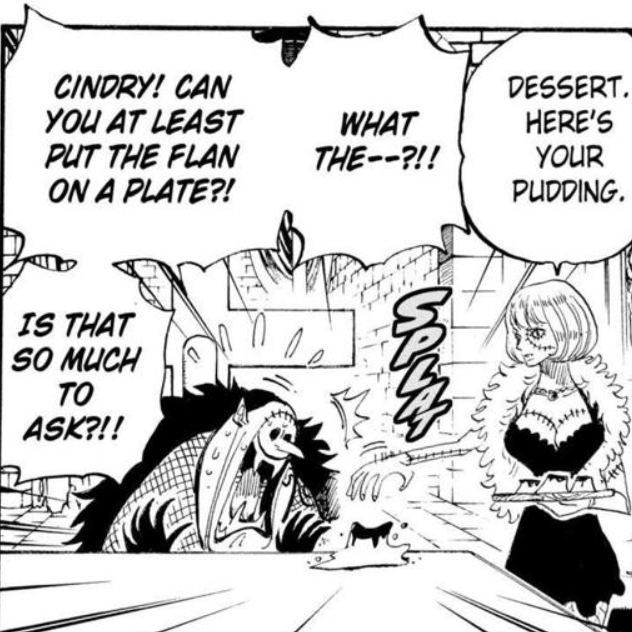 DESSERT.
HERE'S
YOUR
PUDDING.
WHAT
THE--?!!
CINDRY! CAN
YOU AT LEAST
PUT THE FLAN
ON A PLATE?!
IS THAT
SO MUCH
TO
ASK?!!
SPLAT